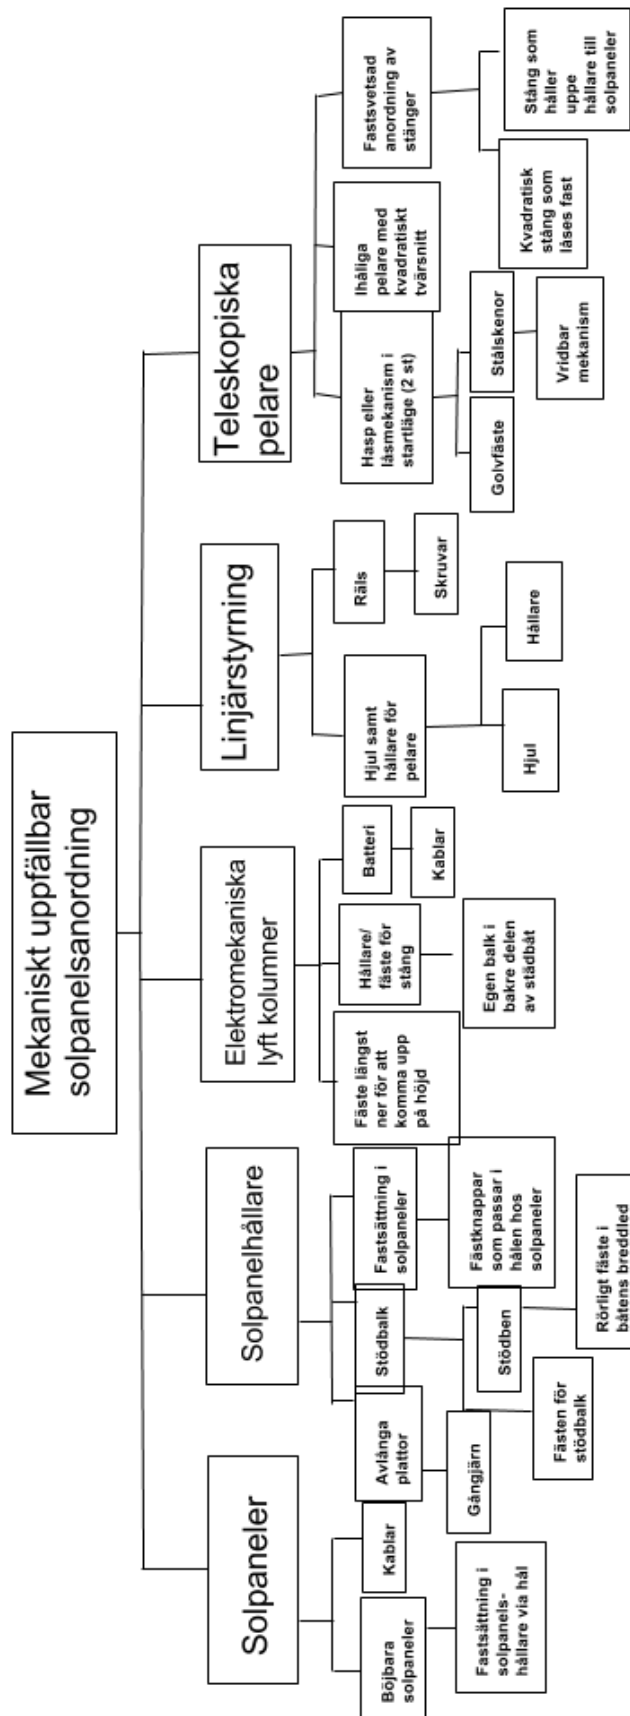 Mekaniskt uppfällbar
solpanelsanordning
Solpaneler
Solpanelhållare
Elektromekaniska
lyft kolumner
Linjärstyrning
Teleskopiska
pelare
Böjbara
solpaneler
Kablar
Fastsättning i
solpanels-
hållare via hål
Avlånga
plattor
Stödbalk
Fastsättning i
solpaneler
Gångjärn
Fästen för
stödbalk
Stödben
Rörligt fäste i
båtens breddled
Fästknappar
som passar i
hålen hos
solpaneler
Fäste längst
ner för att
komma upp
på höjd
Hållare/
fäste för
stång
Batteri
Egen balk i
bakre delen
av städbåt
Kablar
Hjul samt
hållare för
pelare
Räls
Hjul
Hållare
Skruvar
Hasp eller
låsmekanism i
startläge (2 st)
Ihåliga
pelare med
kvadratiskt
tvärsnitt
Fastsvetsad
anordning av
stänger
Golvfäste
Stålskenor
Vridbar
mekanism
Kvadratisk
stång som
låses fast
Stång som
håller
uppe
hållare till
solpaneler